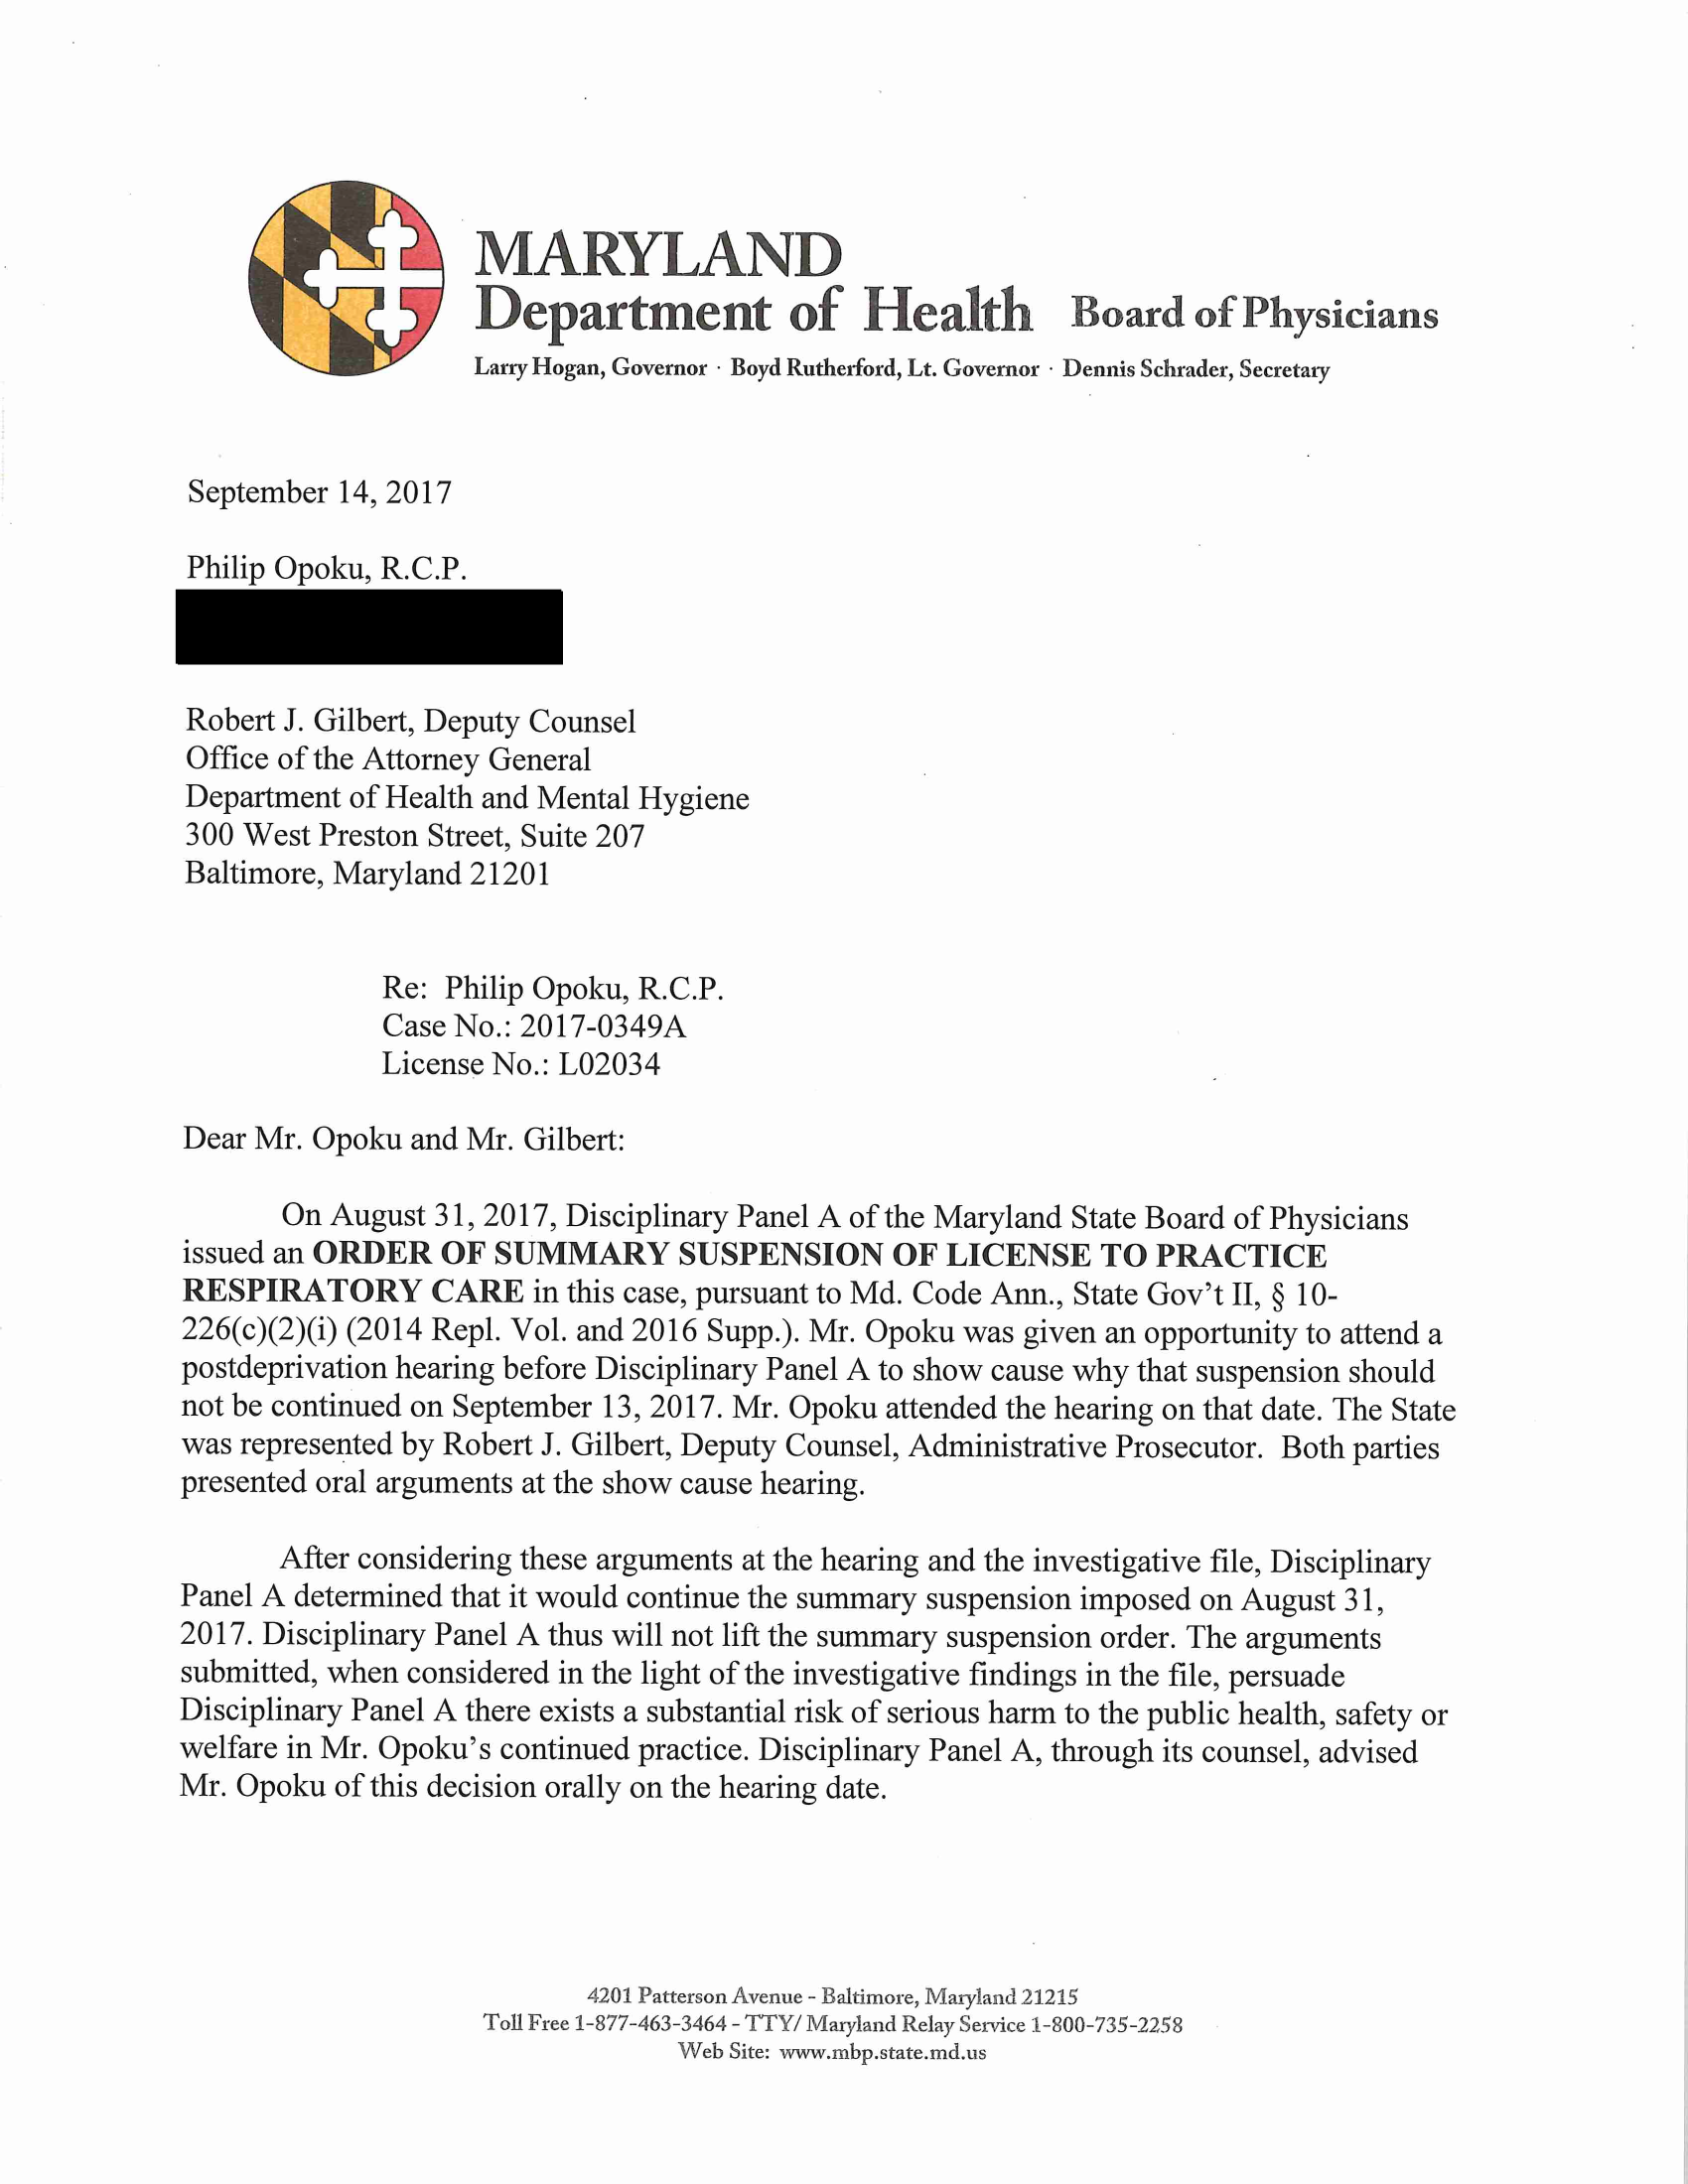 MARYLAND
Department of Health Board of Physicians
Larry Hogan, Governor · Boyd Rutherford, Lt. Governor · Dennis Schrader, Secretary
September 14, 2017
Philip Opoku, R.C.P.
Robert J. Gilbert, Deputy Counsel
Office of the Attorney General
Department of Health and Mental Hygiene
300 West Preston Street, Suite 207
Baltimore, Maryland 21201
Re: Philip Opoku, R.C.P.
Case No.: 2017-0349A
License No.: L02034
Dear Mr. Opoku and Mr. Gilbert:
On August 31, 2017, Disciplinary Panel A of the Maryland State Board of Physicians
issued an ORDER OF SUMMARY SUSPENSION OF LICENSE TO PRACTICE
RESPIRATORY CARE in this case, pursuant to Md. Code Ann., State Gov't II, § 10-
226(c)(2)(i) (2014 Repl. Vol. and 2016 Supp.). Mr. Opoku was given an opportunity to attend a
postdeprivation hearing before Disciplinary Panel A to show cause why that suspension should
not be continued on September 13, 2017. Mr. Opoku attended the hearing on that date. The State
was represented by Robert J. Gilbert, Deputy Counsel, Administrative Prosecutor. Both parties
presented oral arguments at the show cause hearing.
After considering these arguments at the hearing and the investigative file, Disciplinary
Panel A determined that it would continue the summary suspension imposed on August 31,
2017. Disciplinary Panel A thus will not lift the summary suspension order. The arguments
submitted, when considered in the light of the investigative findings in the file, persuade
Disciplinary Panel A there exists a substantial risk of serious harm to the public health, safety or
welfare in Mr. Opoku's continued practice. Disciplinary Panel A, through its counsel, advised
Mr. Opoku of this decision orally on the hearing date.
4201 Patterson Avenue - Baltimore, Maryland 21215
Toll Free 1-877-463-3464 - TTY/ Maryland Relay Service 1-800-735-2258
Web Site: www.mbp.state.md.us